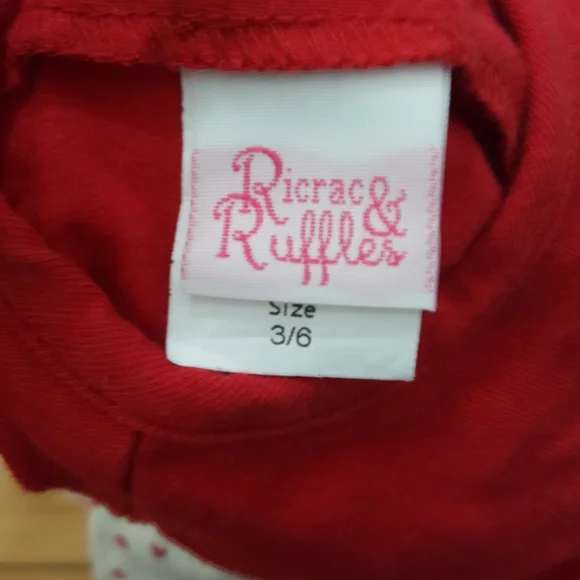 Ricrac &
Ruffles
Size
3/6